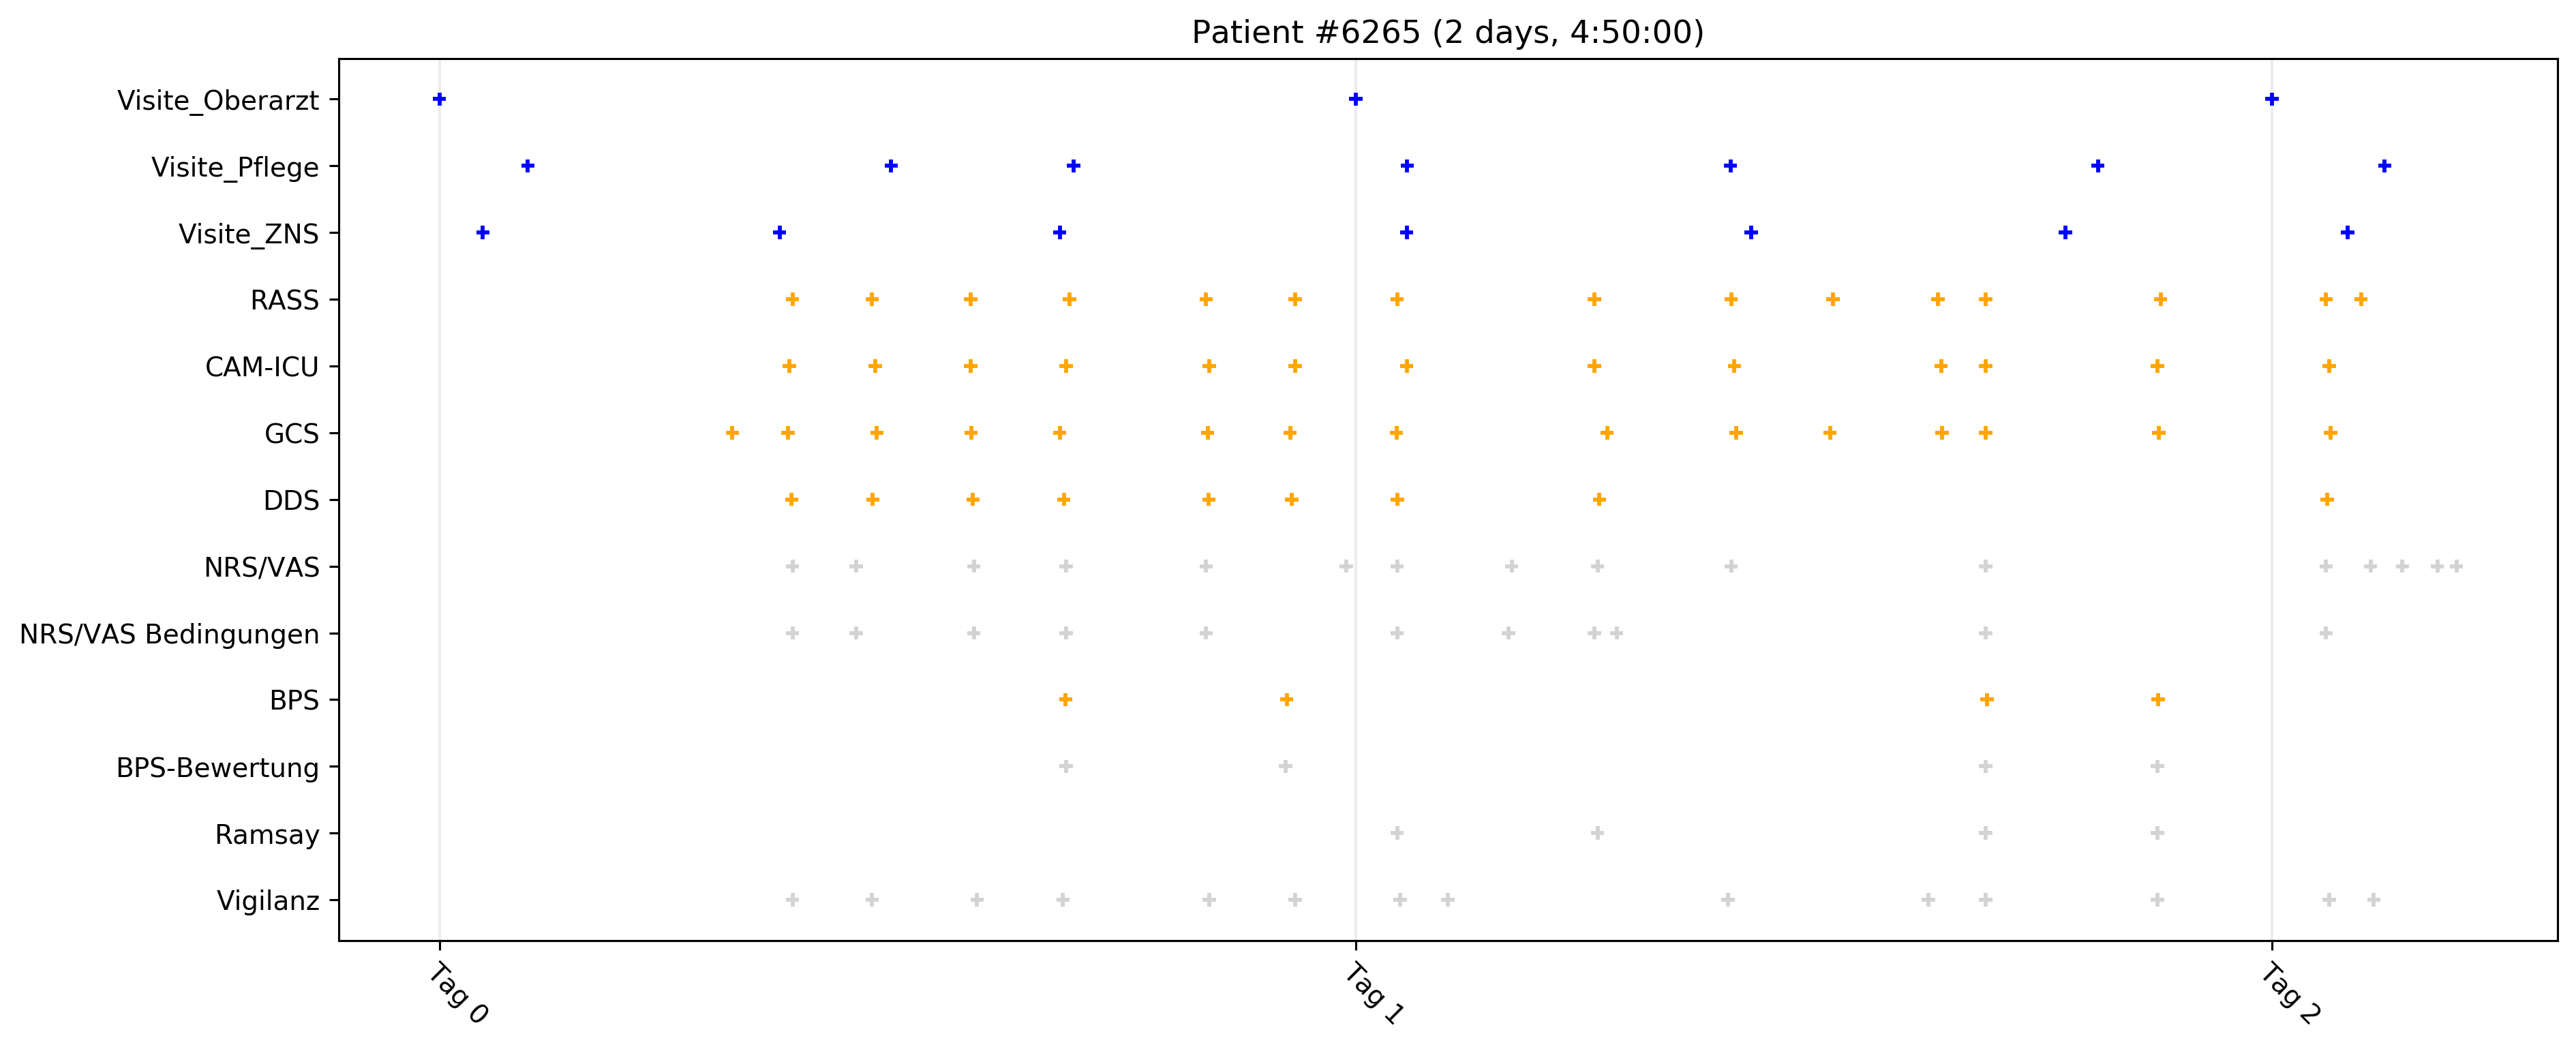 Patient #6265 (2 days, 4:50:00)
Visite_Oberarzt
Visite_Pflege
Visite_ZNS
RASS
CAM-ICU
GCS
DDS
NRS/VAS
NRS/VAS Bedingungen
BPS
BPS-Bewertung
Ramsay
Vigilanz
Tag 0
Tag 1
Tag 2